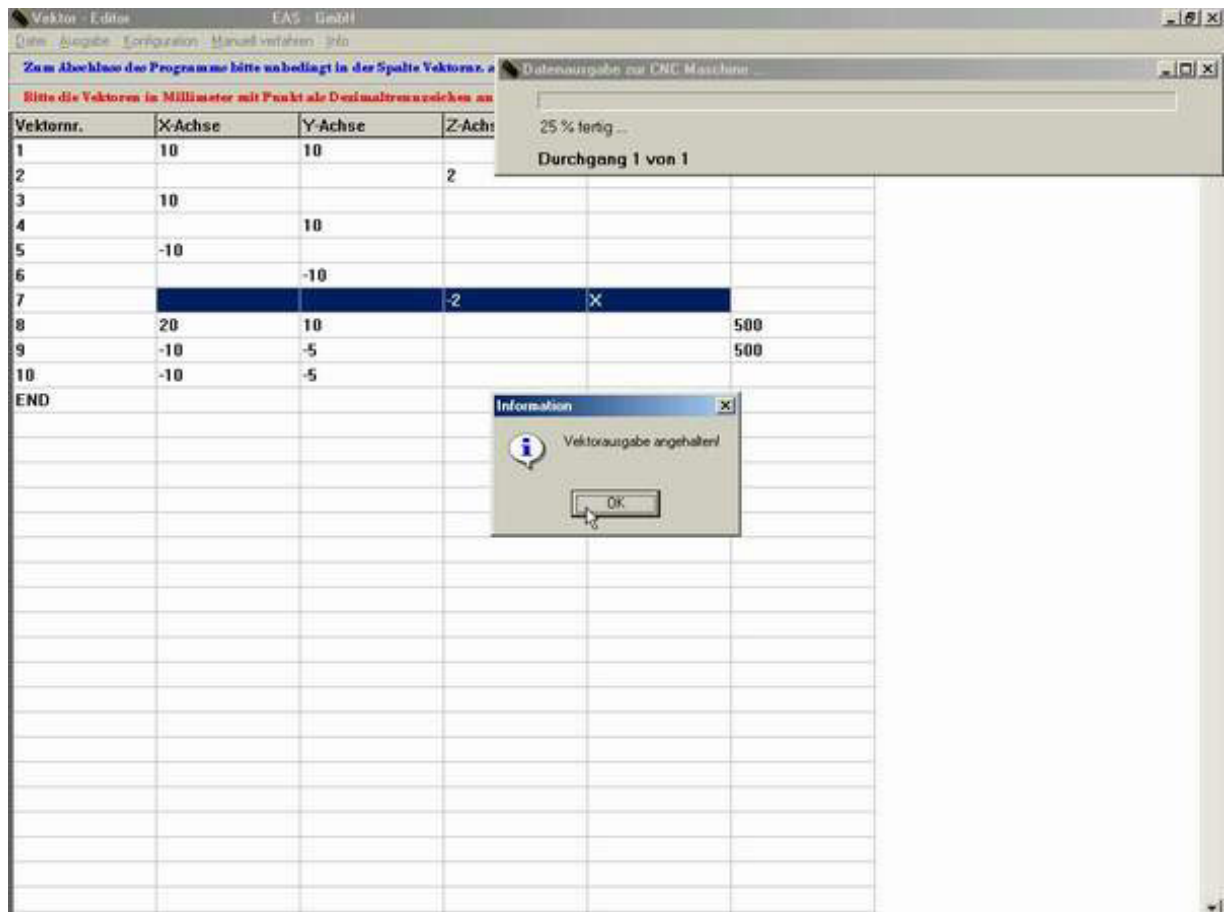 Vektor - Editor EAS - GmbH
Datei Ausgabe Konfiguration Manuell verfahren Info
Zum Abschluss des Programms bitte unbedingt in der Spalte Vektornr. a
Bitte die Vektoren in Millimeter mit Punkt als Dezimaltrennzeichen an
Datenausgabe zur CNC Maschine ...
25 % fertig ...
Durchgang 1 von 1
Vektornr. X-Achse Y-Achse Z-Achs
1 10 10
2 2
3 10
4 10
5 -10
6 -10
7 -2 X
8 20 10 500
9 -10 -5 500
10 -10 -5
END
Information
Vektorausgabe angehalten!
OK